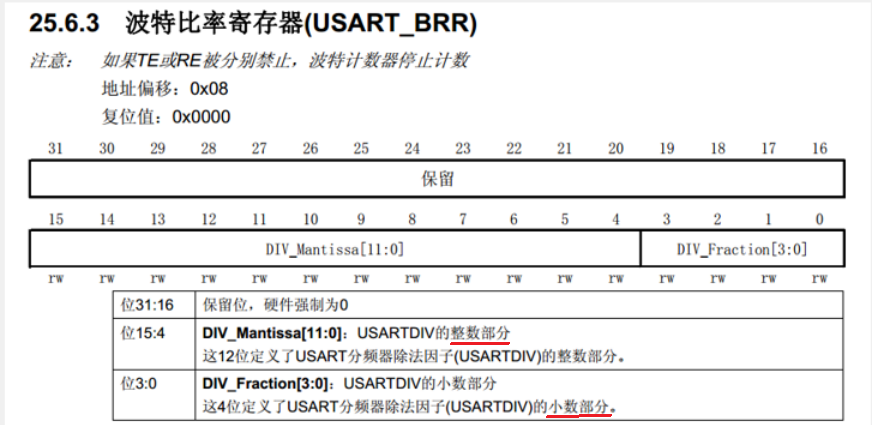 25.6.3 波特比率寄存器(USART_BRR)
注意： 如果TE或RE被分别禁止，波特计数器停止计数
地址偏移：0x08
复位值：0x0000
31 30 29 28 27 26 25 24 23 22 21 20 19 18 17 16
保留
15 14 13 12 11 10 9 8 7 6 5 4 3 2 1 0
DIV_Mantissa[11:0] DIV_Fraction[3:0]
rw rw rw rw rw rw rw rw rw rw rw rw rw rw rw rw
位31:16 保留位，硬件强制为0
位15:4 DIV_Mantissa[11:0]：USARTDIV的整数部分
这12位定义了USART分频器除法因子(USARTDIV)的整数部分。
位3:0 DIV_Fraction[3:0]：USARTDIV的小数部分
这4位定义了USART分频器除法因子(USARTDIV)的小数部分。